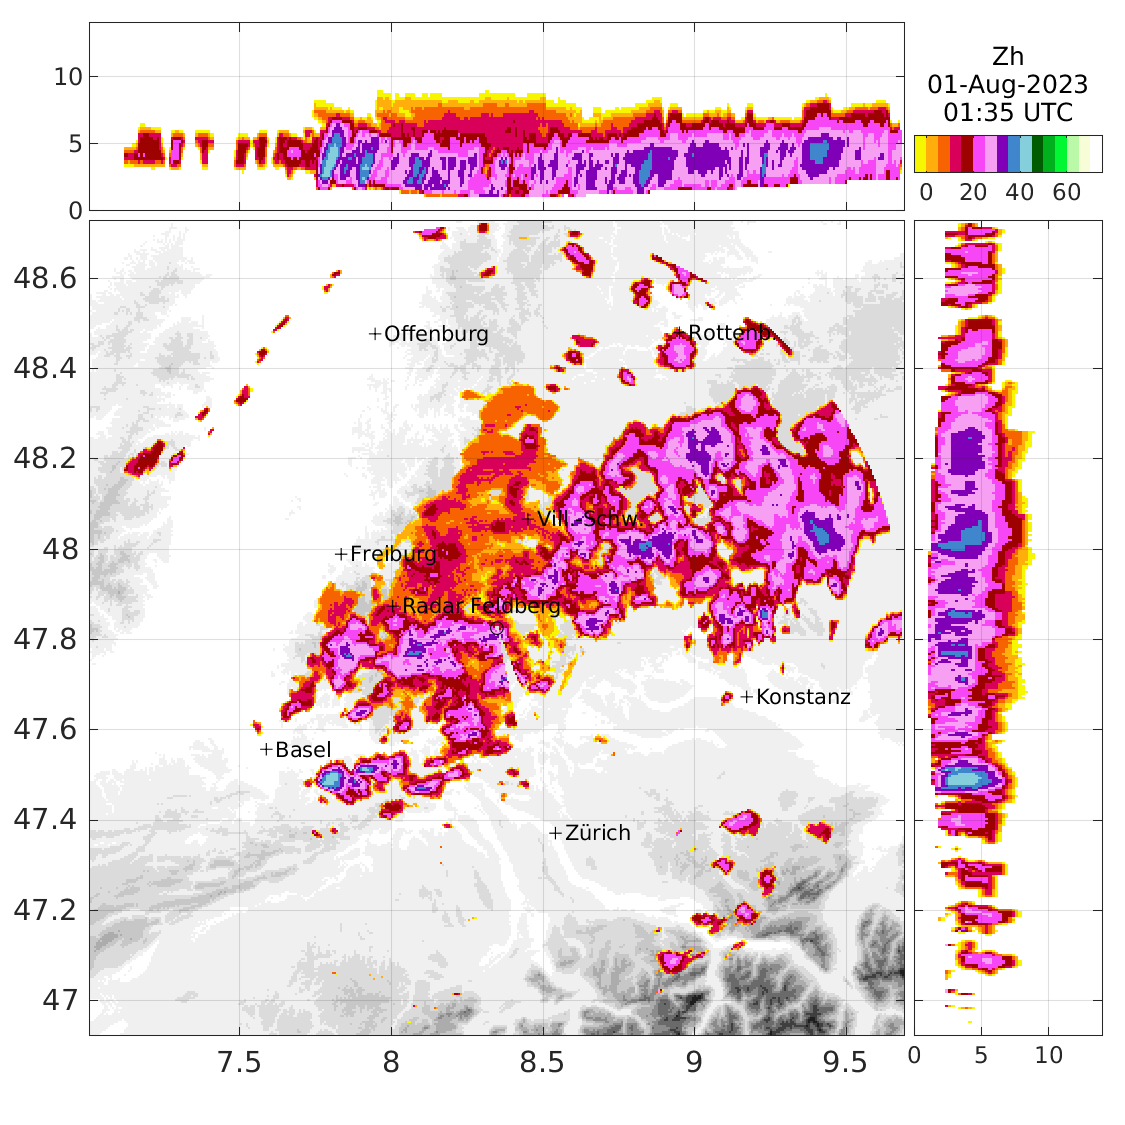 10
5
0
Zh
01-Aug-2023
01:35 UTC
0 20 40 60
48.6
48.4
48.2
48
47.8
47.6
47.4
47.2
47
+Offenburg
+Rottenb.
+Vill.-Schw.
+Freiburg
+Radar Feldberg
+Konstanz
+Basel
+Zürich
7.5 8 8.5 9 9.5
0 5 10